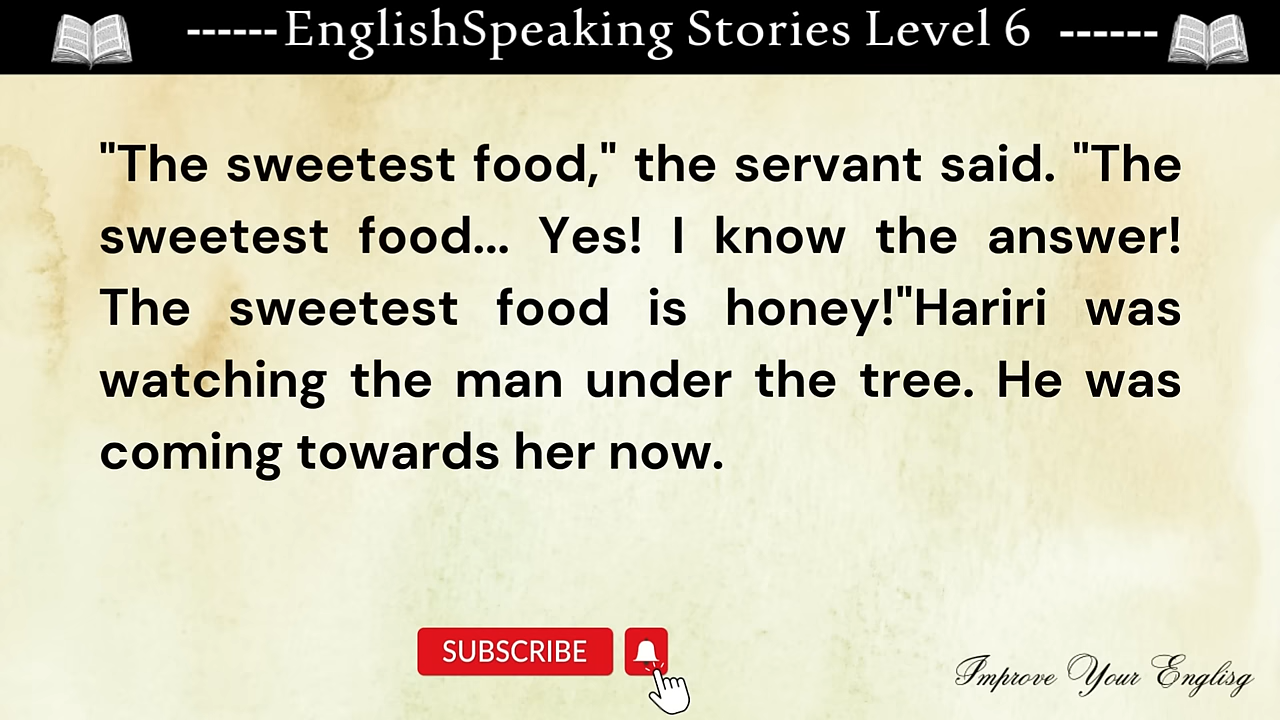 ------EnglishSpeaking Stories Level 6 ------
"The sweetest food," the servant said. "The
sweetest food... Yes! I know the answer!
The sweetest food is honey!"Hariri was
watching the man under the tree. He was
coming towards her now.
SUBSCRIBE
Improve Your Englisg